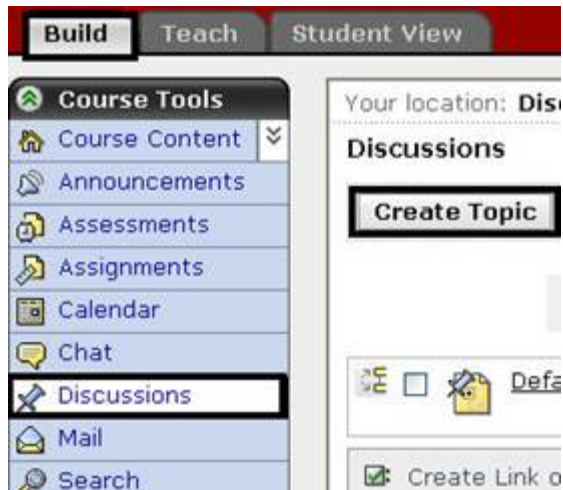 Build Teach Student View
Course Tools
Course Content
Announcements
Assessments
Assignments
Calendar
Chat
Discussions
Mail
Search
Your location:
Discussions
Create Topic
Create Link